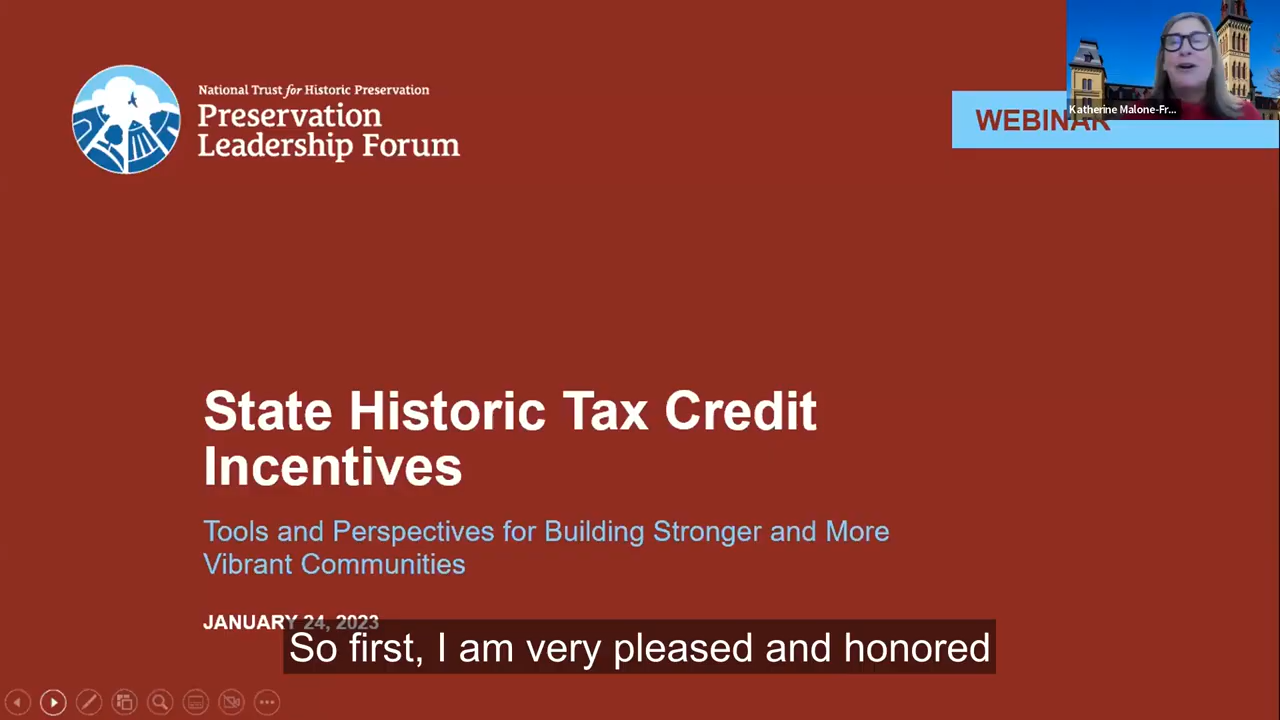 National Trust for Historic Preservation
Preservation
Leadership Forum
WEBINAR
Katherine Malone-Fr...
State Historic Tax Credit
Incentives
Tools and Perspectives for Building Stronger and More
Vibrant Communities
JANUARY 24, 2023
So first, I am very pleased and honored